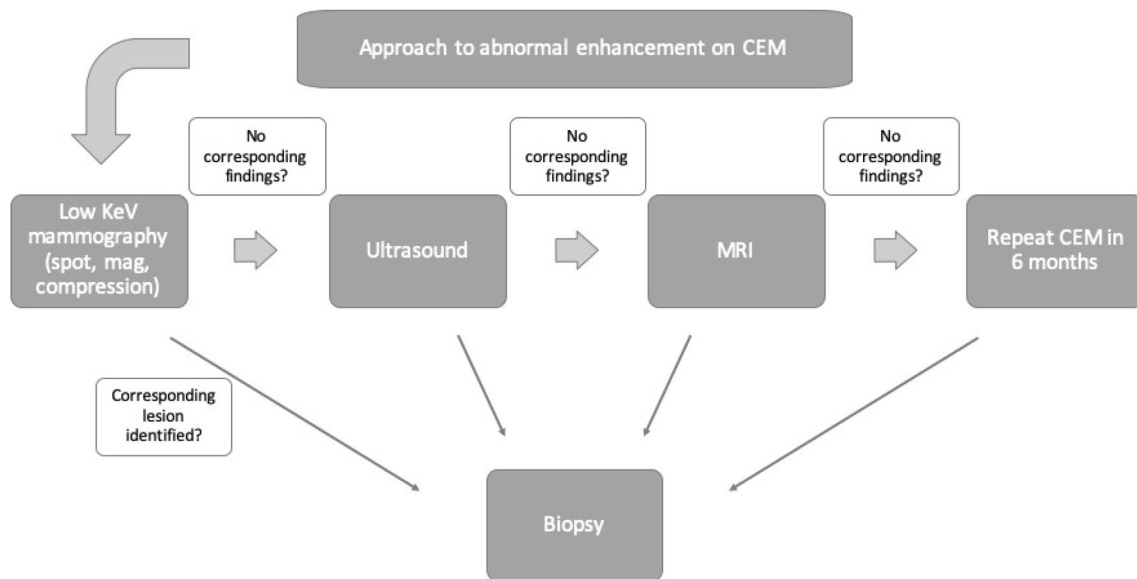 Approach to abnormal enhancement on CEM
No
corresponding
findings?
No
corresponding
findings?
No
corresponding
findings?
Low KeV
mammography
(spot, mag,
compression)
Ultrasound
MRI
Repeat CEM in
6 months
Corresponding
lesion
identified?
Biopsy